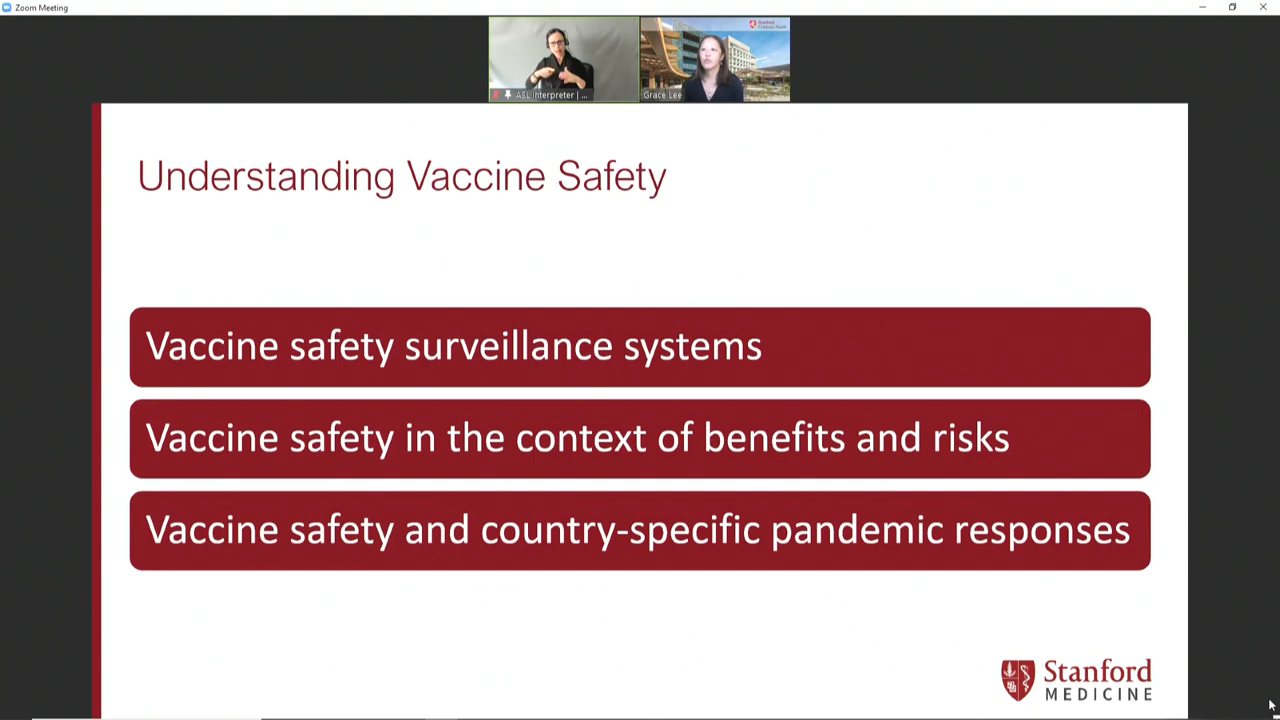 Zoom Meeting
Stanford
ASL Interpreter | ...
Grace Lee
Understanding Vaccine Safety
Vaccine safety surveillance systems
Vaccine safety in the context of benefits and risks
Vaccine safety and country-specific pandemic responses
Stanford
MEDICINE